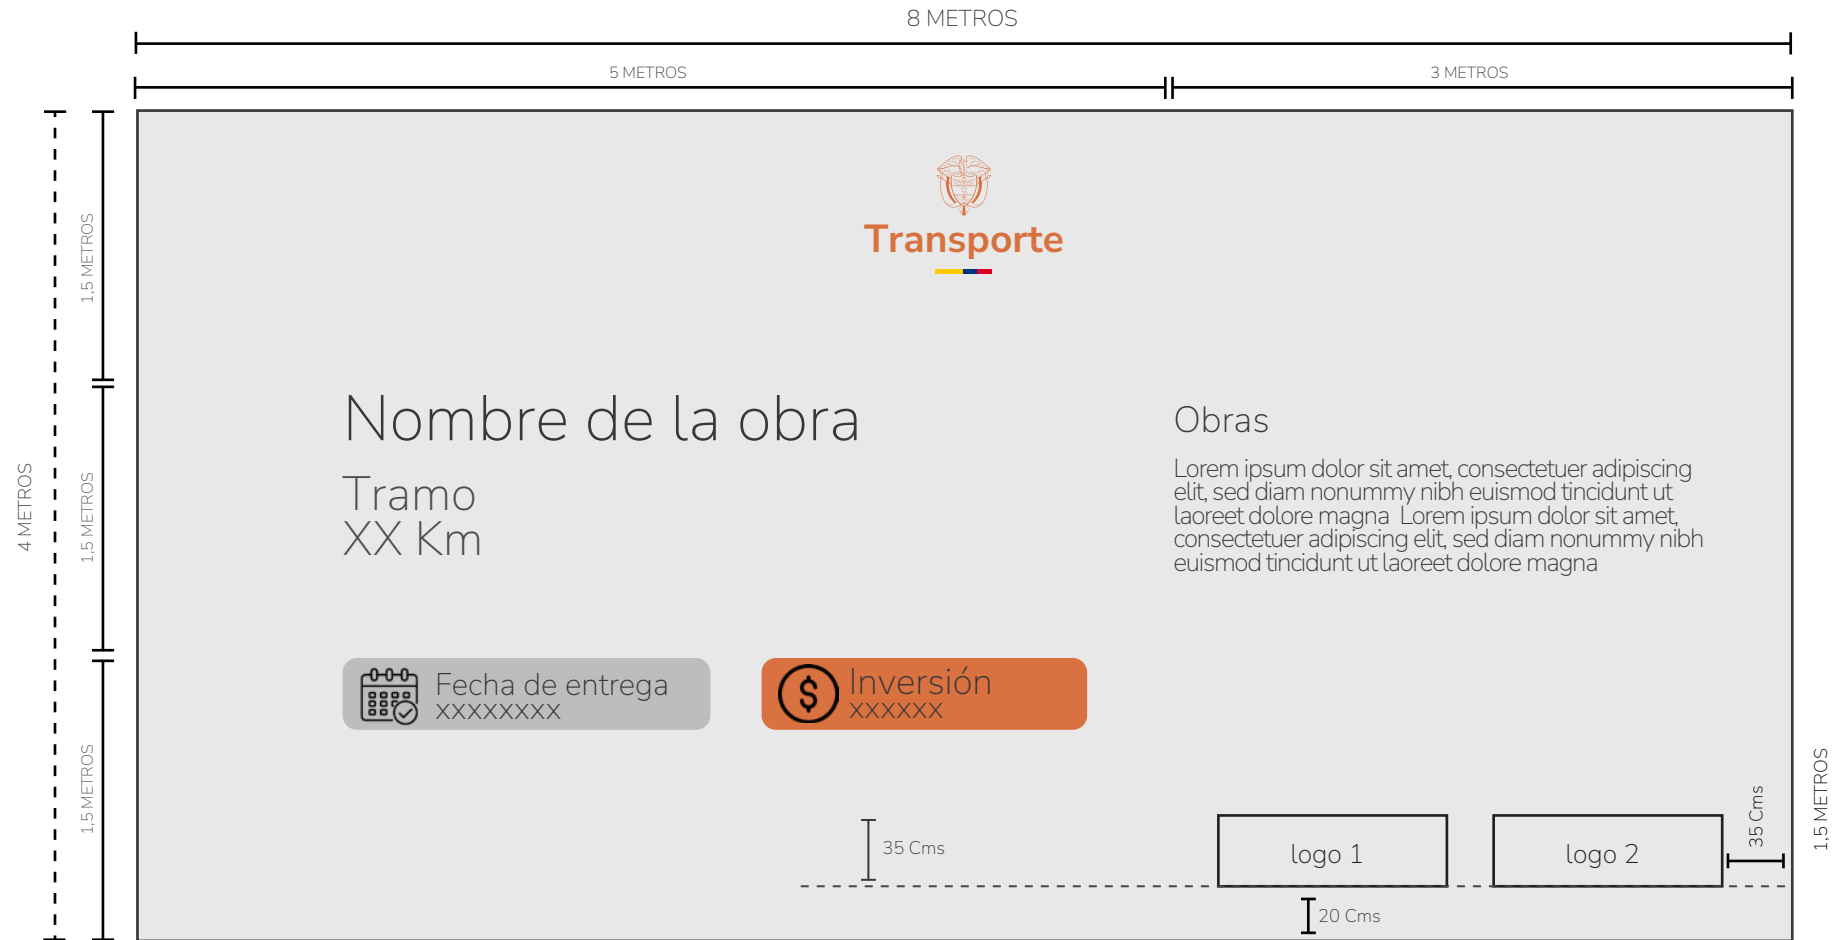 8 METROS
5 METROS
3 METROS
4 METROS
1,5 METROS
1,5 METROS
1,5 METROS
Transporte
Nombre de la obra
Tramo
XX Km
Obras
Lorem ipsum dolor sit amet, consectetuer adipiscing
elit, sed diam nonummy nibh euismod tincidunt ut
laoreet dolore magna Lorem ipsum dolor sit amet,
consectetuer adipiscing elit, sed diam nonummy nibh
euismod tincidunt ut laoreet dolore magna
Fecha de entrega
XXXXXXXX
$
Inversión
XXXXXX
35 Cms
logo 1
logo 2
35 Cms
1,5 METROS
20 Cms